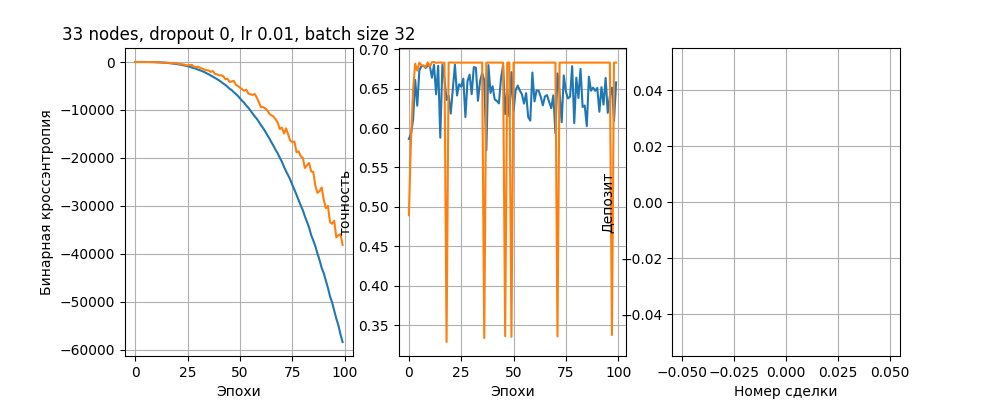 33 nodes, dropout 0, lr 0.01, batch size 32
Бинарная кроссэнтропия
0
−10000
−20000
−30000
−40000
−50000
−60000
0 25 50 75 100
Эпохи
точность
0.70
0.65
0.60
0.55
0.50
0.45
0.40
0.35
0 25 50 75 100
Эпохи
Депозит
0.04
0.02
0.00
−0.02
−0.04
−0.050 −0.025 0.000 0.025 0.050
Номер сделки